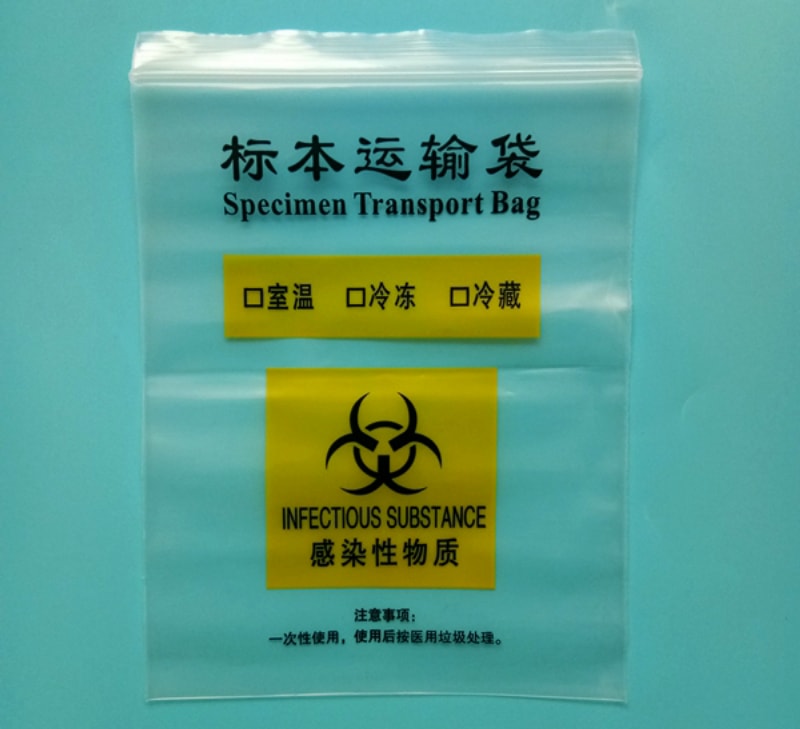 标本运输袋
Specimen Transport Bag
□室温 □冷冻 □冷藏
INFECTIOUS SUBSTANCE
感染性物质
注意事项:
一次性使用，使用后按医用垃圾处理。